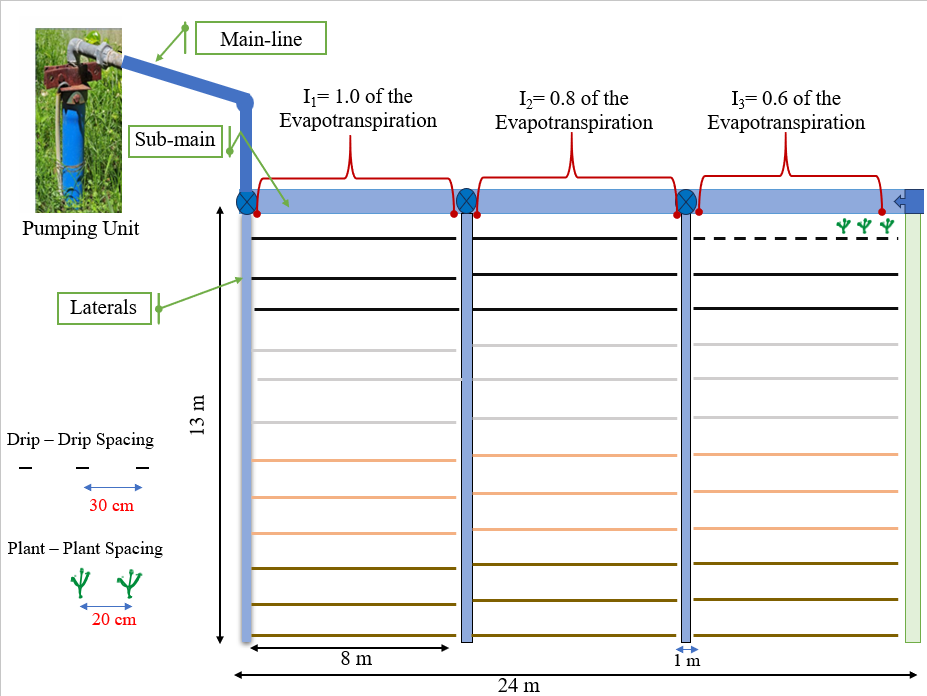 Main-line
I₁= 1.0 of the
Evapotranspiration
I₂= 0.8 of the
Evapotranspiration
I₃= 0.6 of the
Evapotranspiration
Sub-main
Pumping Unit
Laterals
13 m
Drip – Drip Spacing
30 cm
Plant – Plant Spacing
20 cm
8 m
1 m
24 m